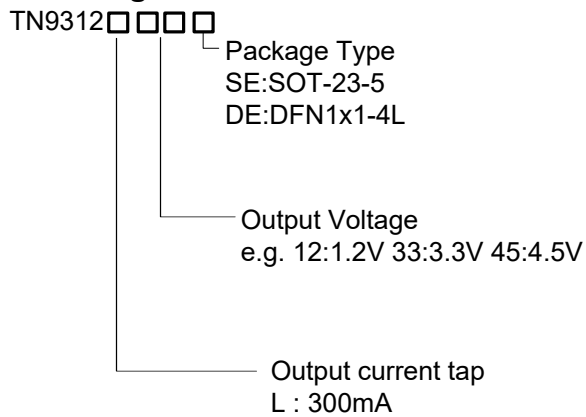 TN9312□ □□ □
Package Type
SE:SOT-23-5
DE:DFN1x1-4L
Output Voltage
e.g. 12:1.2V 33:3.3V 45:4.5V
Output current tap
L : 300mA